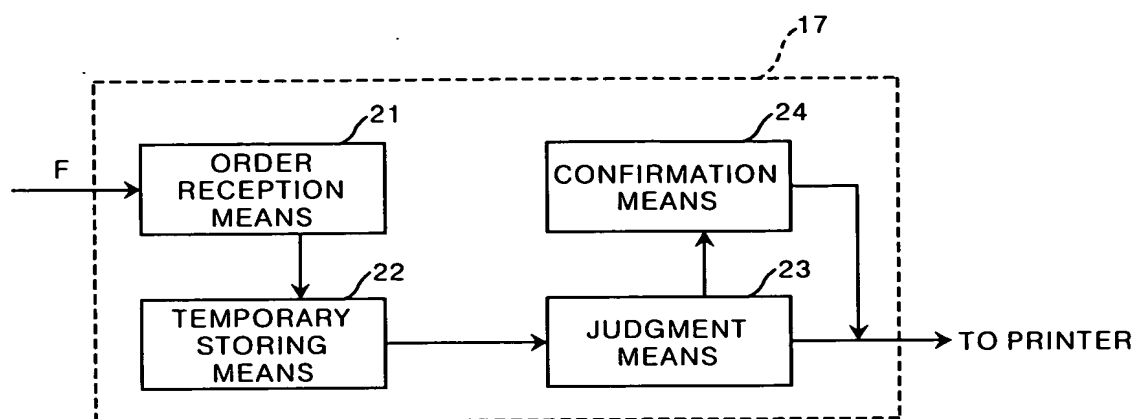 17
21
24
F
ORDER
RECEPTION
MEANS
CONFIRMATION
MEANS
22
23
TEMPORARY
STORING
MEANS
JUDGMENT
MEANS
TO PRINTER